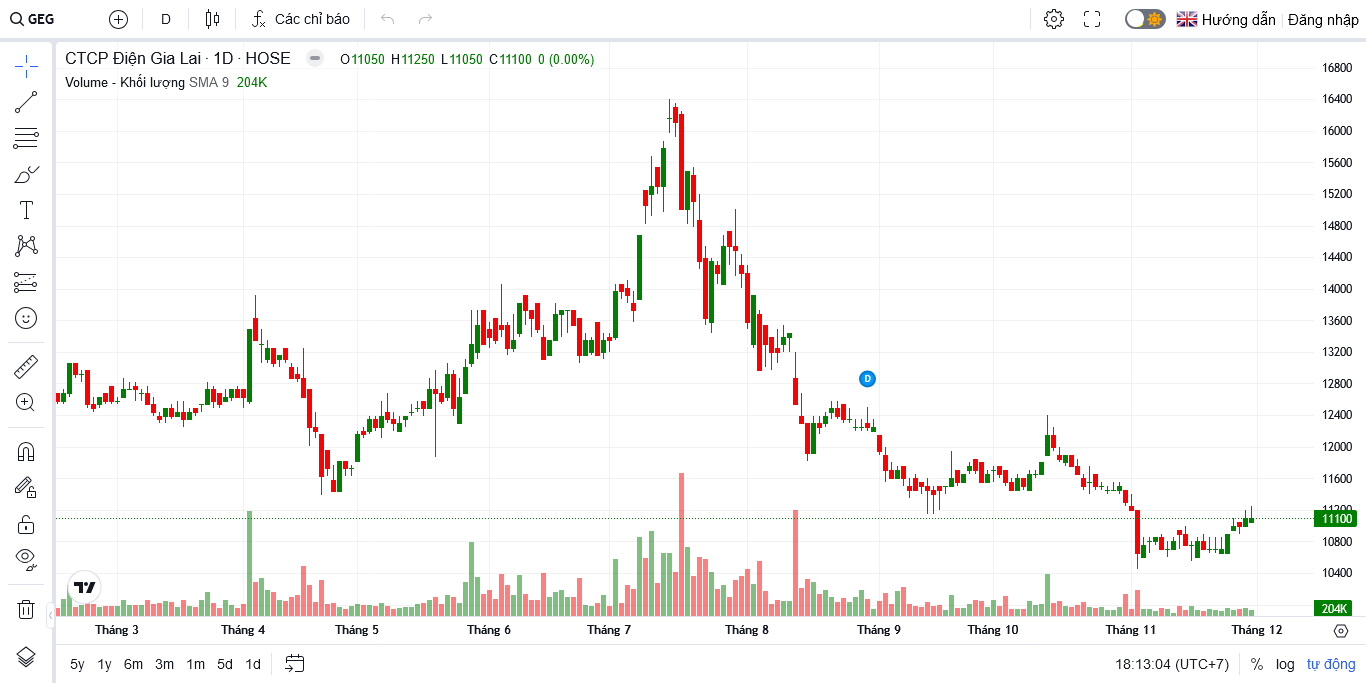 GEG
D
Các chỉ báo
Hướng dẫn
Đăng nhập
CTCP Điện Gia Lai · 1D · HOSE
O11050 H11250 L11050 C11100 0 (0.00%)
Volume - Khối lượng SMA 9 204K
16800
16400
16000
15600
15200
14800
14400
14000
13600
13200
12800
12400
12000
11600
11200
11100
10800
10400
204K
D
Tháng 3 Tháng 4 Tháng 5 Tháng 6 Tháng 7 Tháng 8 Tháng 9 Tháng 10 Tháng 11 Tháng 12
5y 1y 6m 3m 1m 5d 1d
18:13:04 (UTC+7) % log tự động